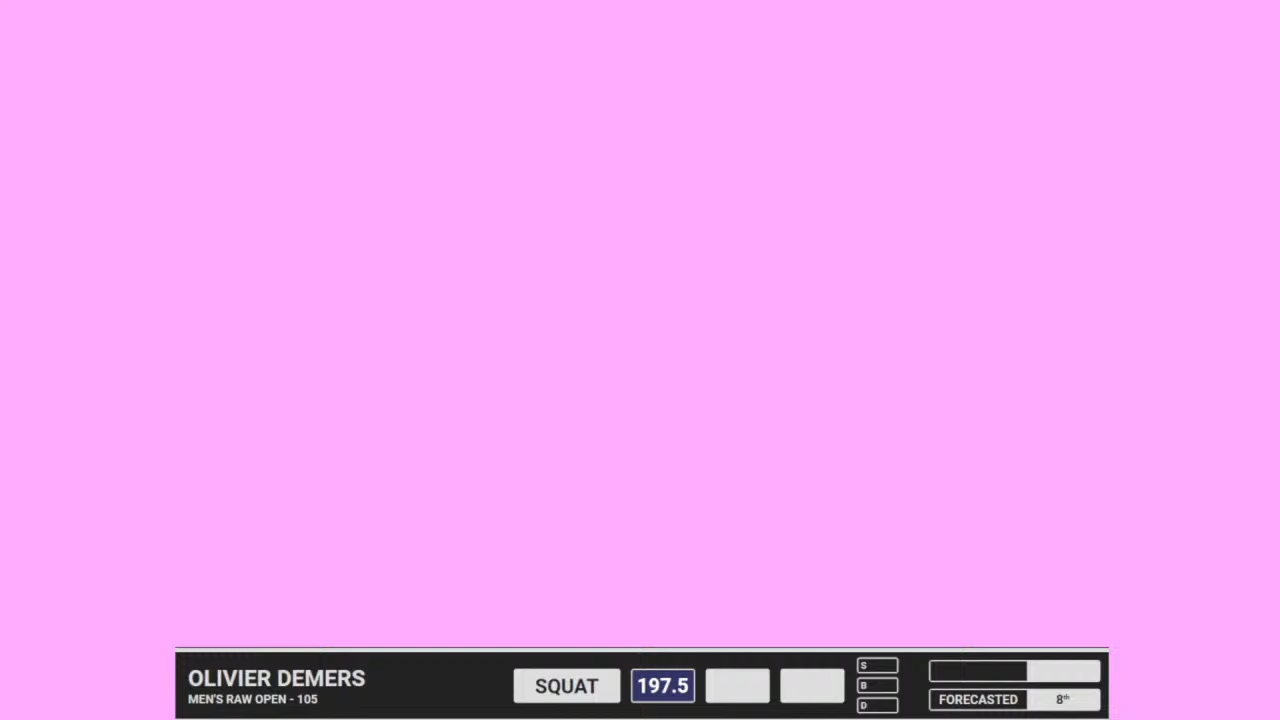 OLIVIER DEMERS
MEN'S RAW OPEN - 105
SQUAT 197.5
S
B
D
FORECASTED 8th